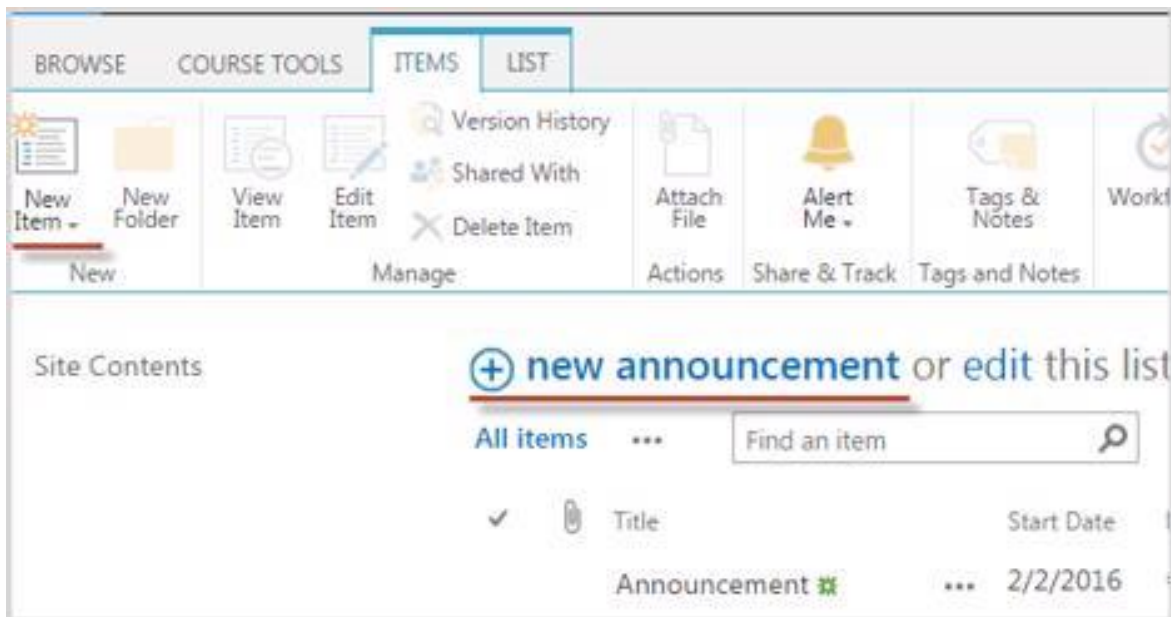 BROWSE COURSE TOOLS ITEMS LIST
New Item
New Folder
View Item
Edit Item
Version History
Shared With
Delete Item
Attach File
Alert Me
Tags & Notes
New Manage Actions Share & Track Tags and Notes
Site Contents
new announcement or edit this list
All items ... Find an item
Title Start Date
Announcement ... 2/2/2016